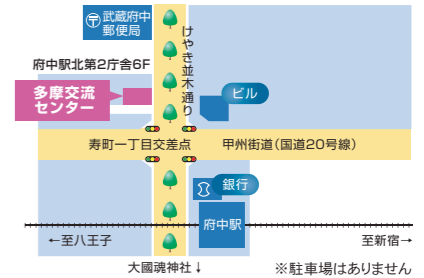 武蔵府中
郵便局
けやき並木通り
府中駅北第2庁舎6F
多摩交流
センター
ビル
寿町一丁目交差点
甲州街道(国道20号線)
銀行
府中駅
←至八王子
至新宿→
大國魂神社↓
※駐車場はありません